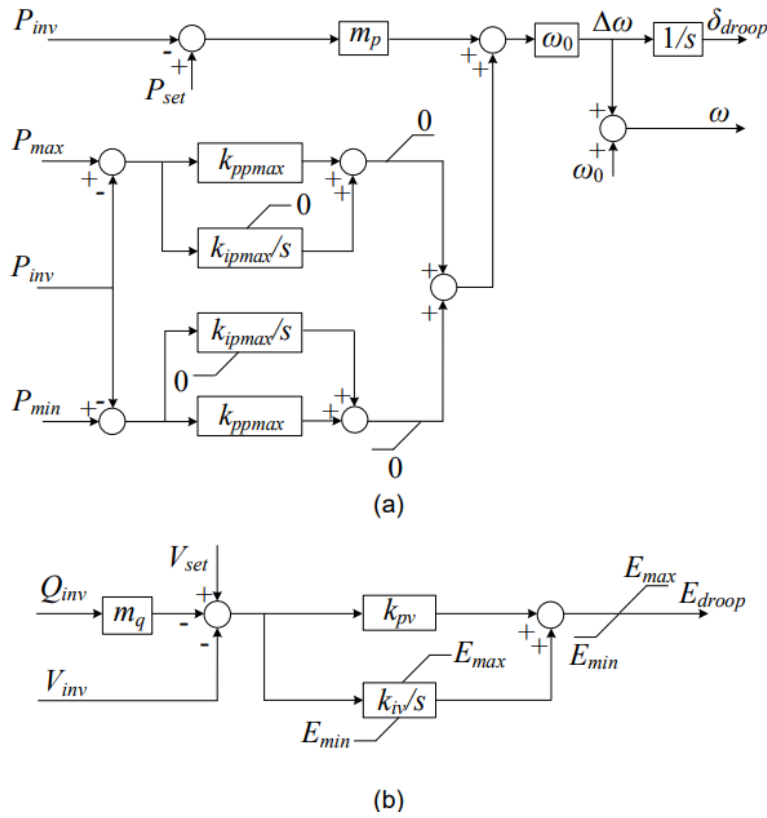 P_inv - + P_set m_p + + ω_0 Δω 1/s δ_droop
+ + ω_0 ω
P_max + - k_ppmax + + 0
0 k_ipmax/s
P_inv + +
k_ipmax/s 0
P_min - + k_ppmax + + 0
(a)
V_set
Q_inv m_q + - - k_pv + + E_max E_droop E_min
V_inv E_max k_iv/s E_min
(b)